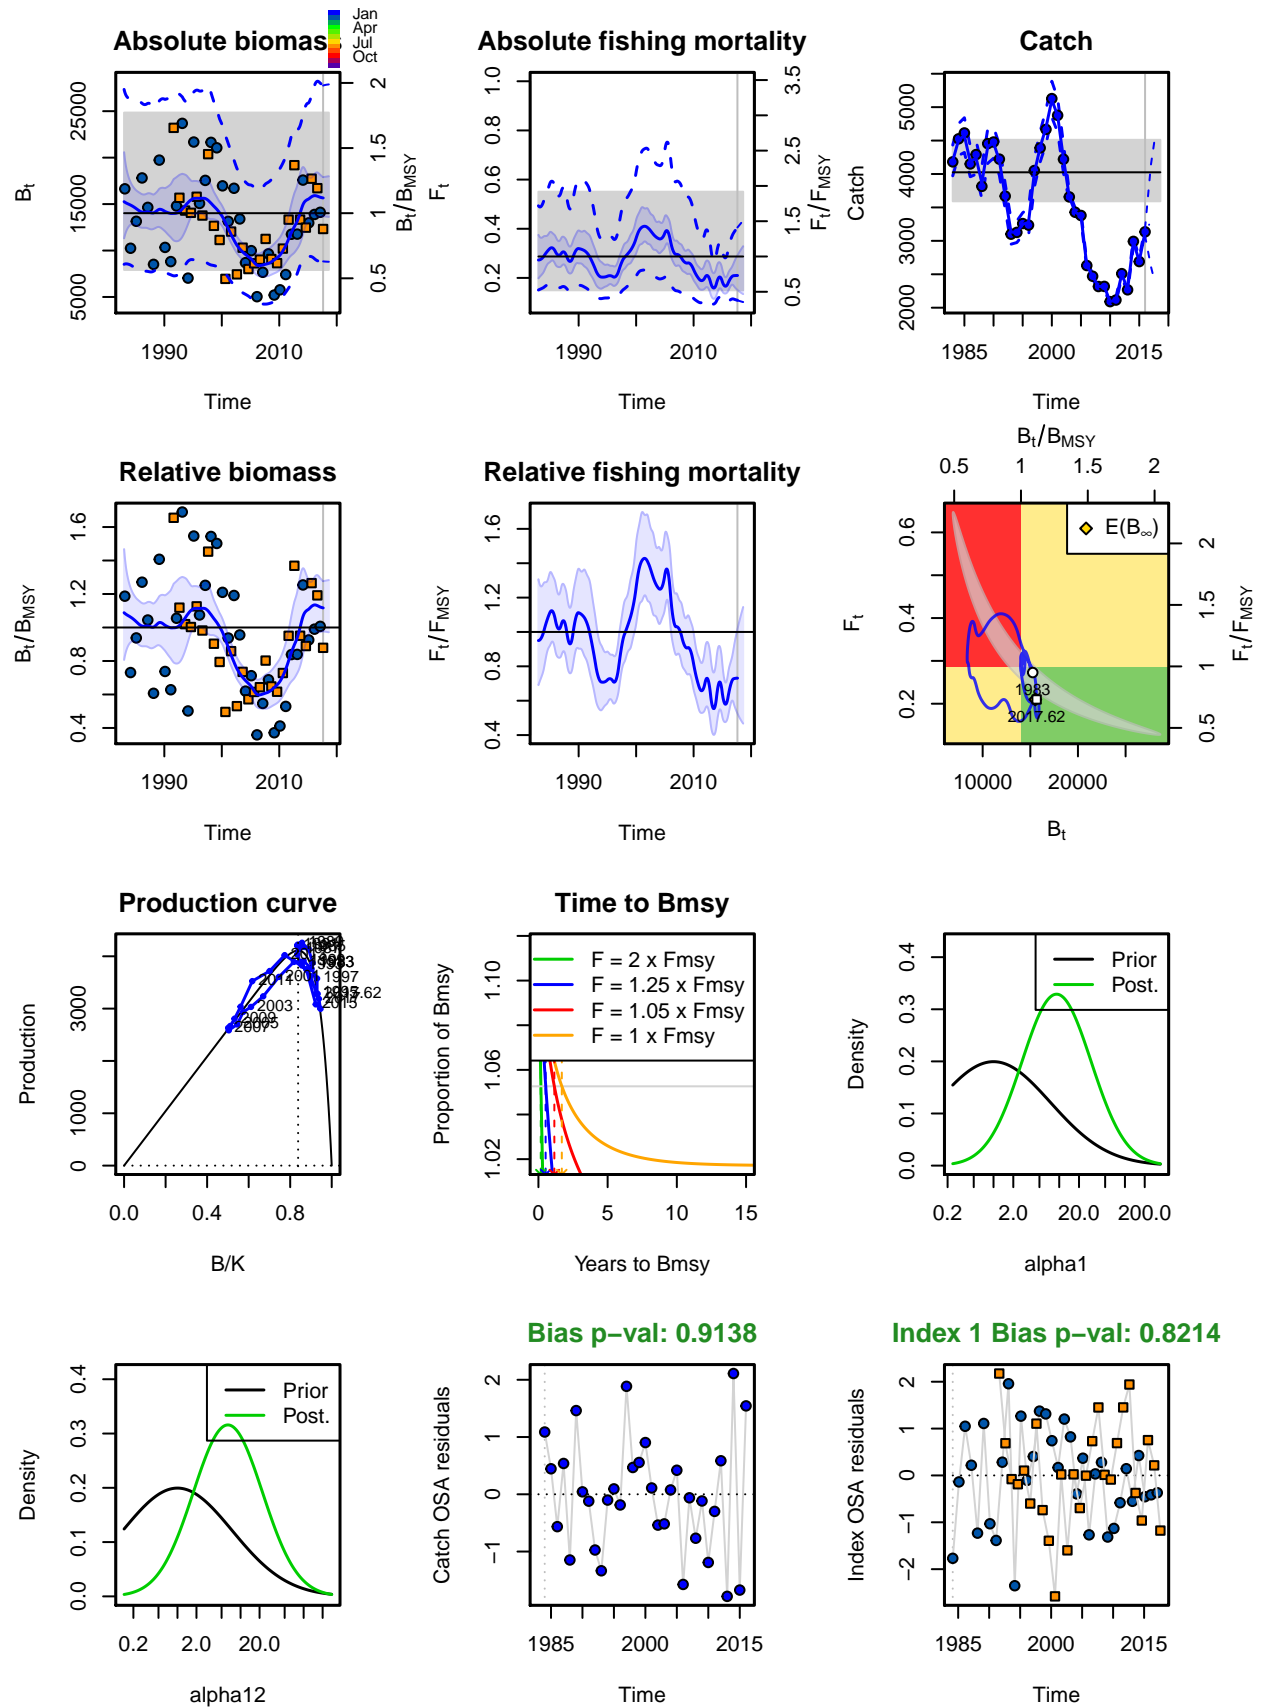 Jan
Apr
Jul
Oct
Absolute biomass
Bt
5000 15000 25000
0.5 1 1.5 2
Bt/BMSY
1990 2010
Time
Absolute fishing mortality
Ft
0.2 0.4 0.6 0.8 1.0
0.5 1.5 2.5 3.5
Ft/FMSY
1990 2010
Time
Catch
Catch
2000 3000 4000 5000
1985 2000 2015
Time
Relative biomass
Bt/BMSY
0.4 0.8 1.2 1.6
1990 2010
Time
Relative fishing mortality
Ft/FMSY
0.4 0.8 1.2 1.6
1990 2010
Time
Bt/BMSY
0.5 1 1.5 2
E(B∞)
Ft
0.2 0.4 0.6
0.5 1 1.5 2
Ft/FMSY
1983
2017.62
10000 20000
Bt
Production curve
Production
0 1000 3000
1997
2001
2003
2009
2005
2007
2015
0.0 0.4 0.8
B/K
Time to Bmsy
Proportion of Bmsy
1.02 1.06 1.10
F = 2 x Fmsy
F = 1.25 x Fmsy
F = 1.05 x Fmsy
F = 1 x Fmsy
0 5 10 15
Years to Bmsy
Density
0.0 0.1 0.2 0.3 0.4
Prior
Post.
0.2 2.0 20.0 200.0
alpha1
Density
0.0 0.1 0.2 0.3 0.4
Prior
Post.
0.2 2.0 20.0
alpha12
Bias p−val: 0.9138
Catch OSA residuals
−1 0 1 2
1985 2000 2015
Time
Index 1 Bias p−val: 0.8214
Index OSA residuals
−2 −1 0 1 2
1985 2000 2015
Time